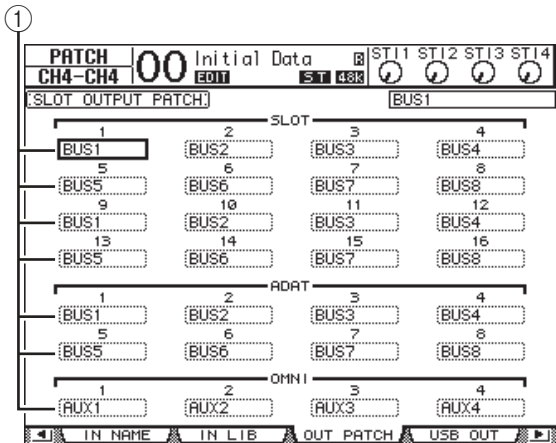 1
PATCH
CH4-CH4
00 Initial Data
EDIT ST 48K
STI1 STI2 STI3 STI4
SLOT OUTPUT PATCH
BUS1
SLOT
1 2 3 4
BUS1 BUS2 BUS3 BUS4
5 6 7 8
BUS5 BUS6 BUS7 BUS8
9 10 11 12
BUS1 BUS2 BUS3 BUS4
13 14 15 16
BUS5 BUS6 BUS7 BUS8
ADAT
1 2 3 4
BUS1 BUS2 BUS3 BUS4
5 6 7 8
BUS5 BUS6 BUS7 BUS8
OMNI
1 2 3 4
AUX1 AUX2 AUX3 AUX4
IN NAME IN LIB OUT PATCH USB OUT